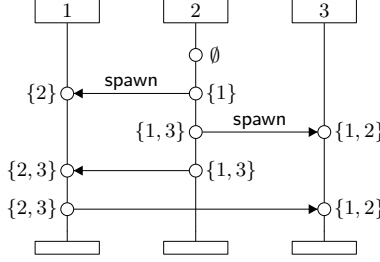 1 2 3
∅
{2} spawn {1}
{1, 3} spawn {1, 2}
{2, 3} {1, 3}
{2, 3} {1, 2}